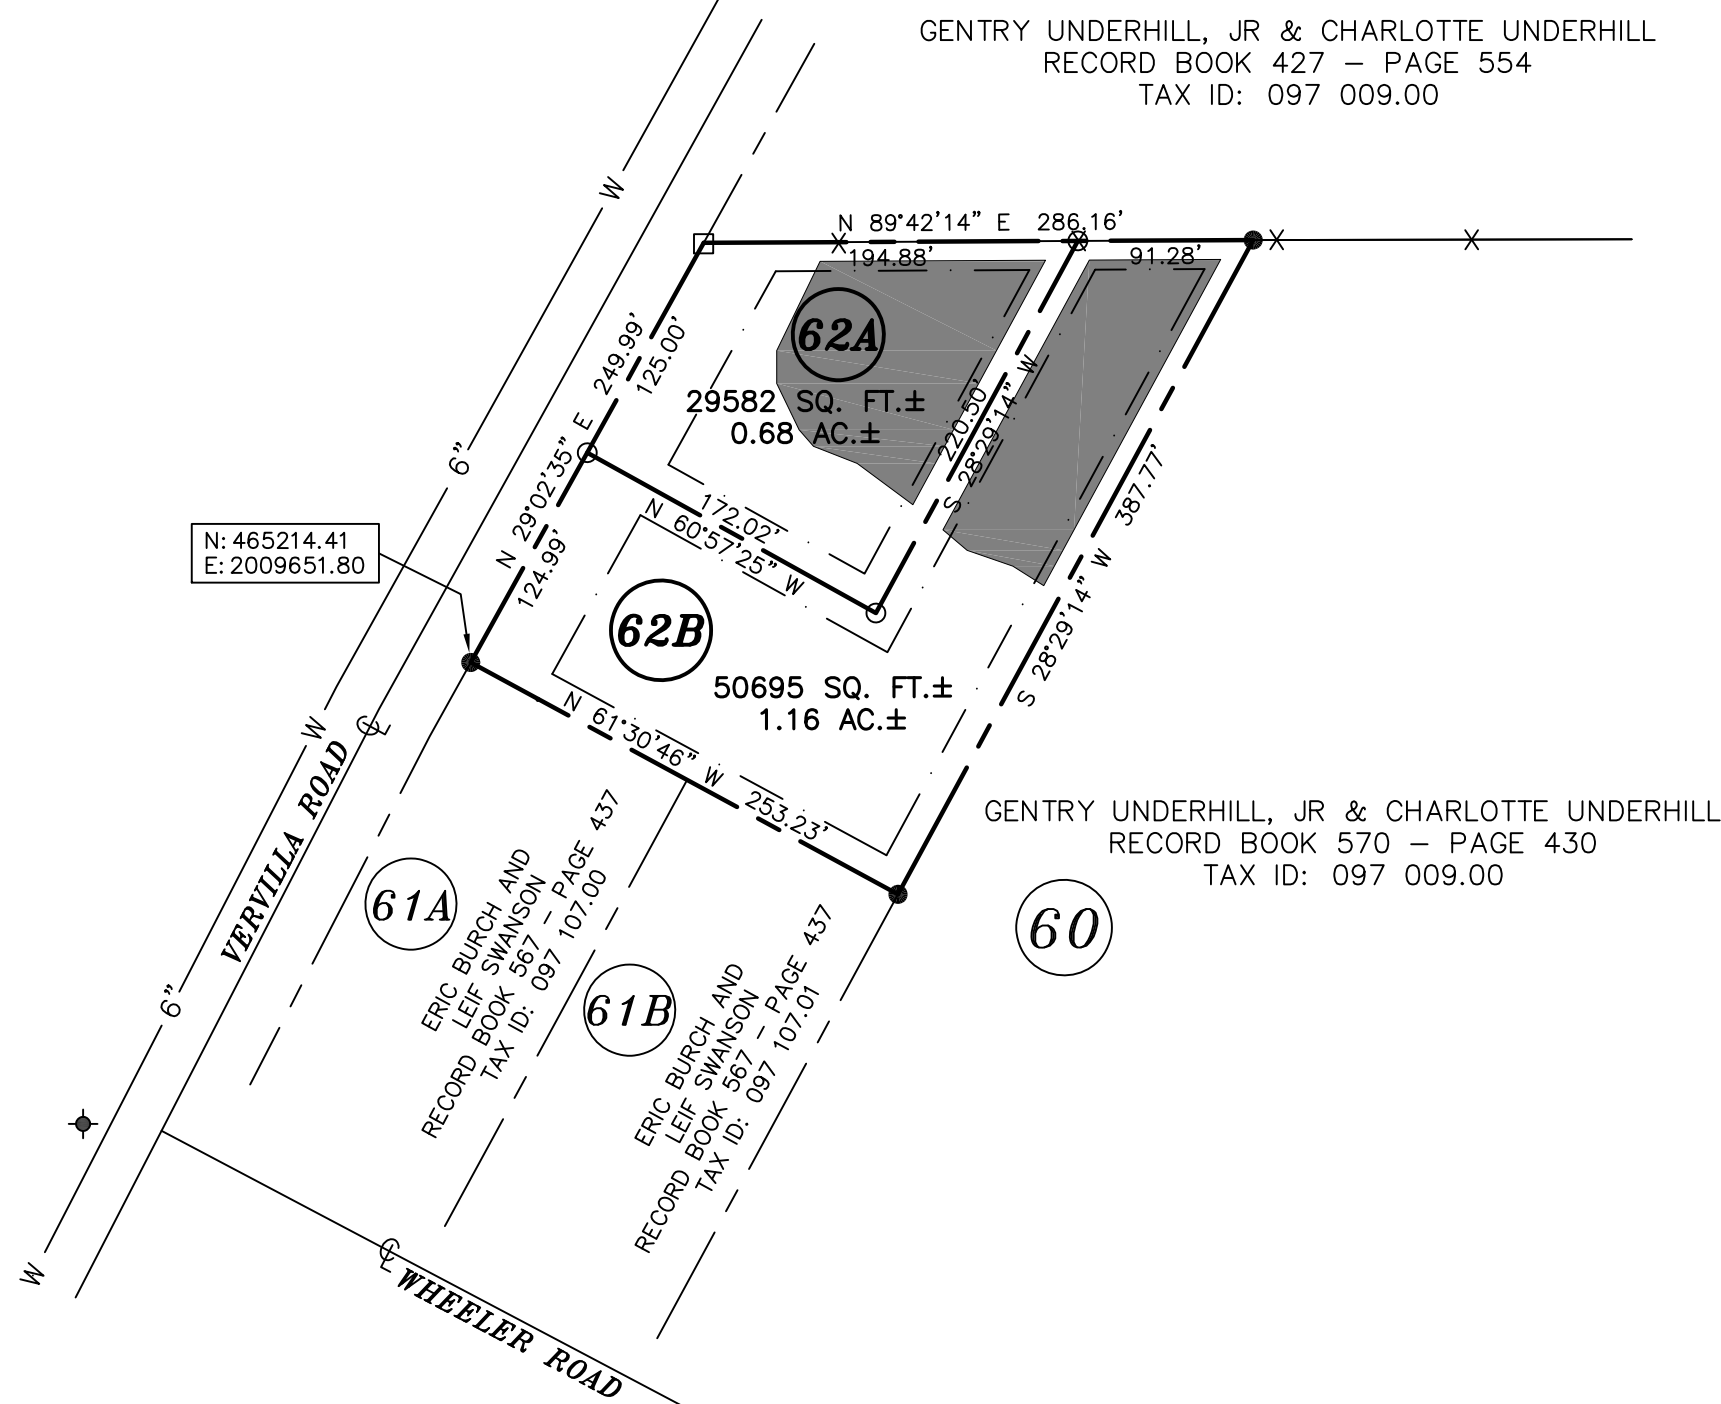 GENTRY UNDERHILL, JR & CHARLOTTE UNDERHILL
RECORD BOOK 427 – PAGE 554
TAX ID: 097 009.00
W
N 89°42'14" E 286.16'
194.88'
91.28'
62A
29582 SQ. FT.±
0.68 AC.±
249.99'
125.00'
N 29°02'35" E
124.99'
6"
220.50'
S 28°29'14" W
387.77'
S 28°29'14" W
172.02'
N 60°57'25" W
N: 465214.41
E: 2009651.80
62B
50695 SQ. FT.±
1.16 AC.±
W
℄
VERVILLA ROAD
N 61°30'46" W 253.23'
GENTRY UNDERHILL, JR & CHARLOTTE UNDERHILL
RECORD BOOK 570 – PAGE 430
TAX ID: 097 009.00
60
61A
ERIC BURCH AND
LEIF SWANSON
RECORD BOOK 567 – PAGE 437
TAX ID: 097 107.00
61B
ERIC BURCH AND
LEIF SWANSON
RECORD BOOK 567 – PAGE 437
TAX ID: 097 107.01
6"
W
℄
WHEELER ROAD